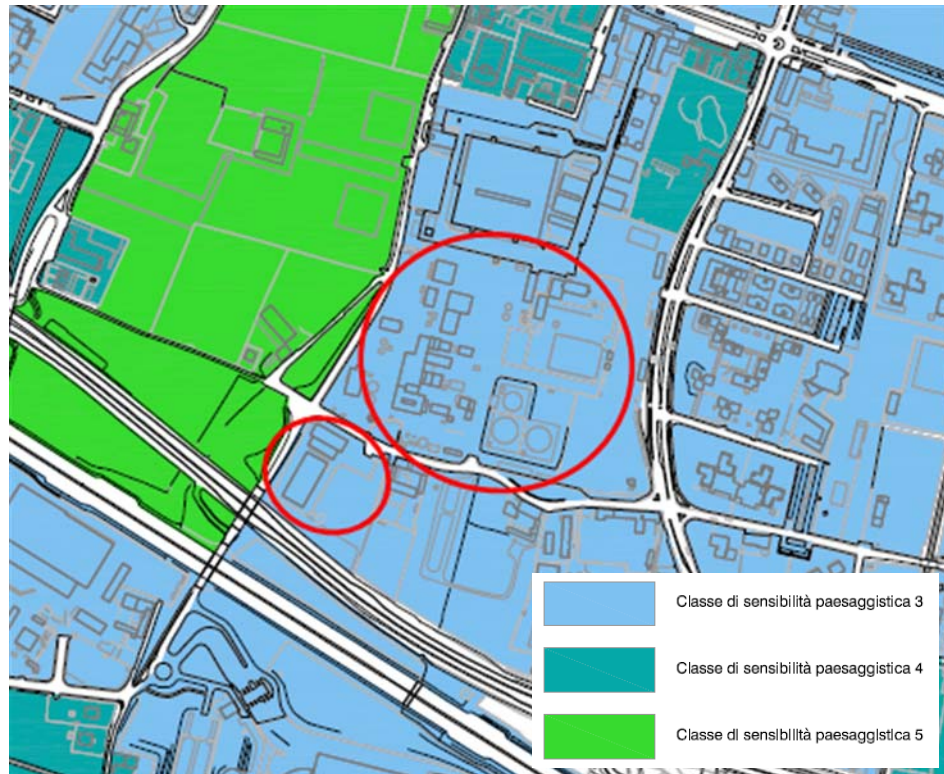 Classe di sensibilità paesaggistica 3
Classe di sensibilità paesaggistica 4
Classe di sensibilità paesaggistica 5